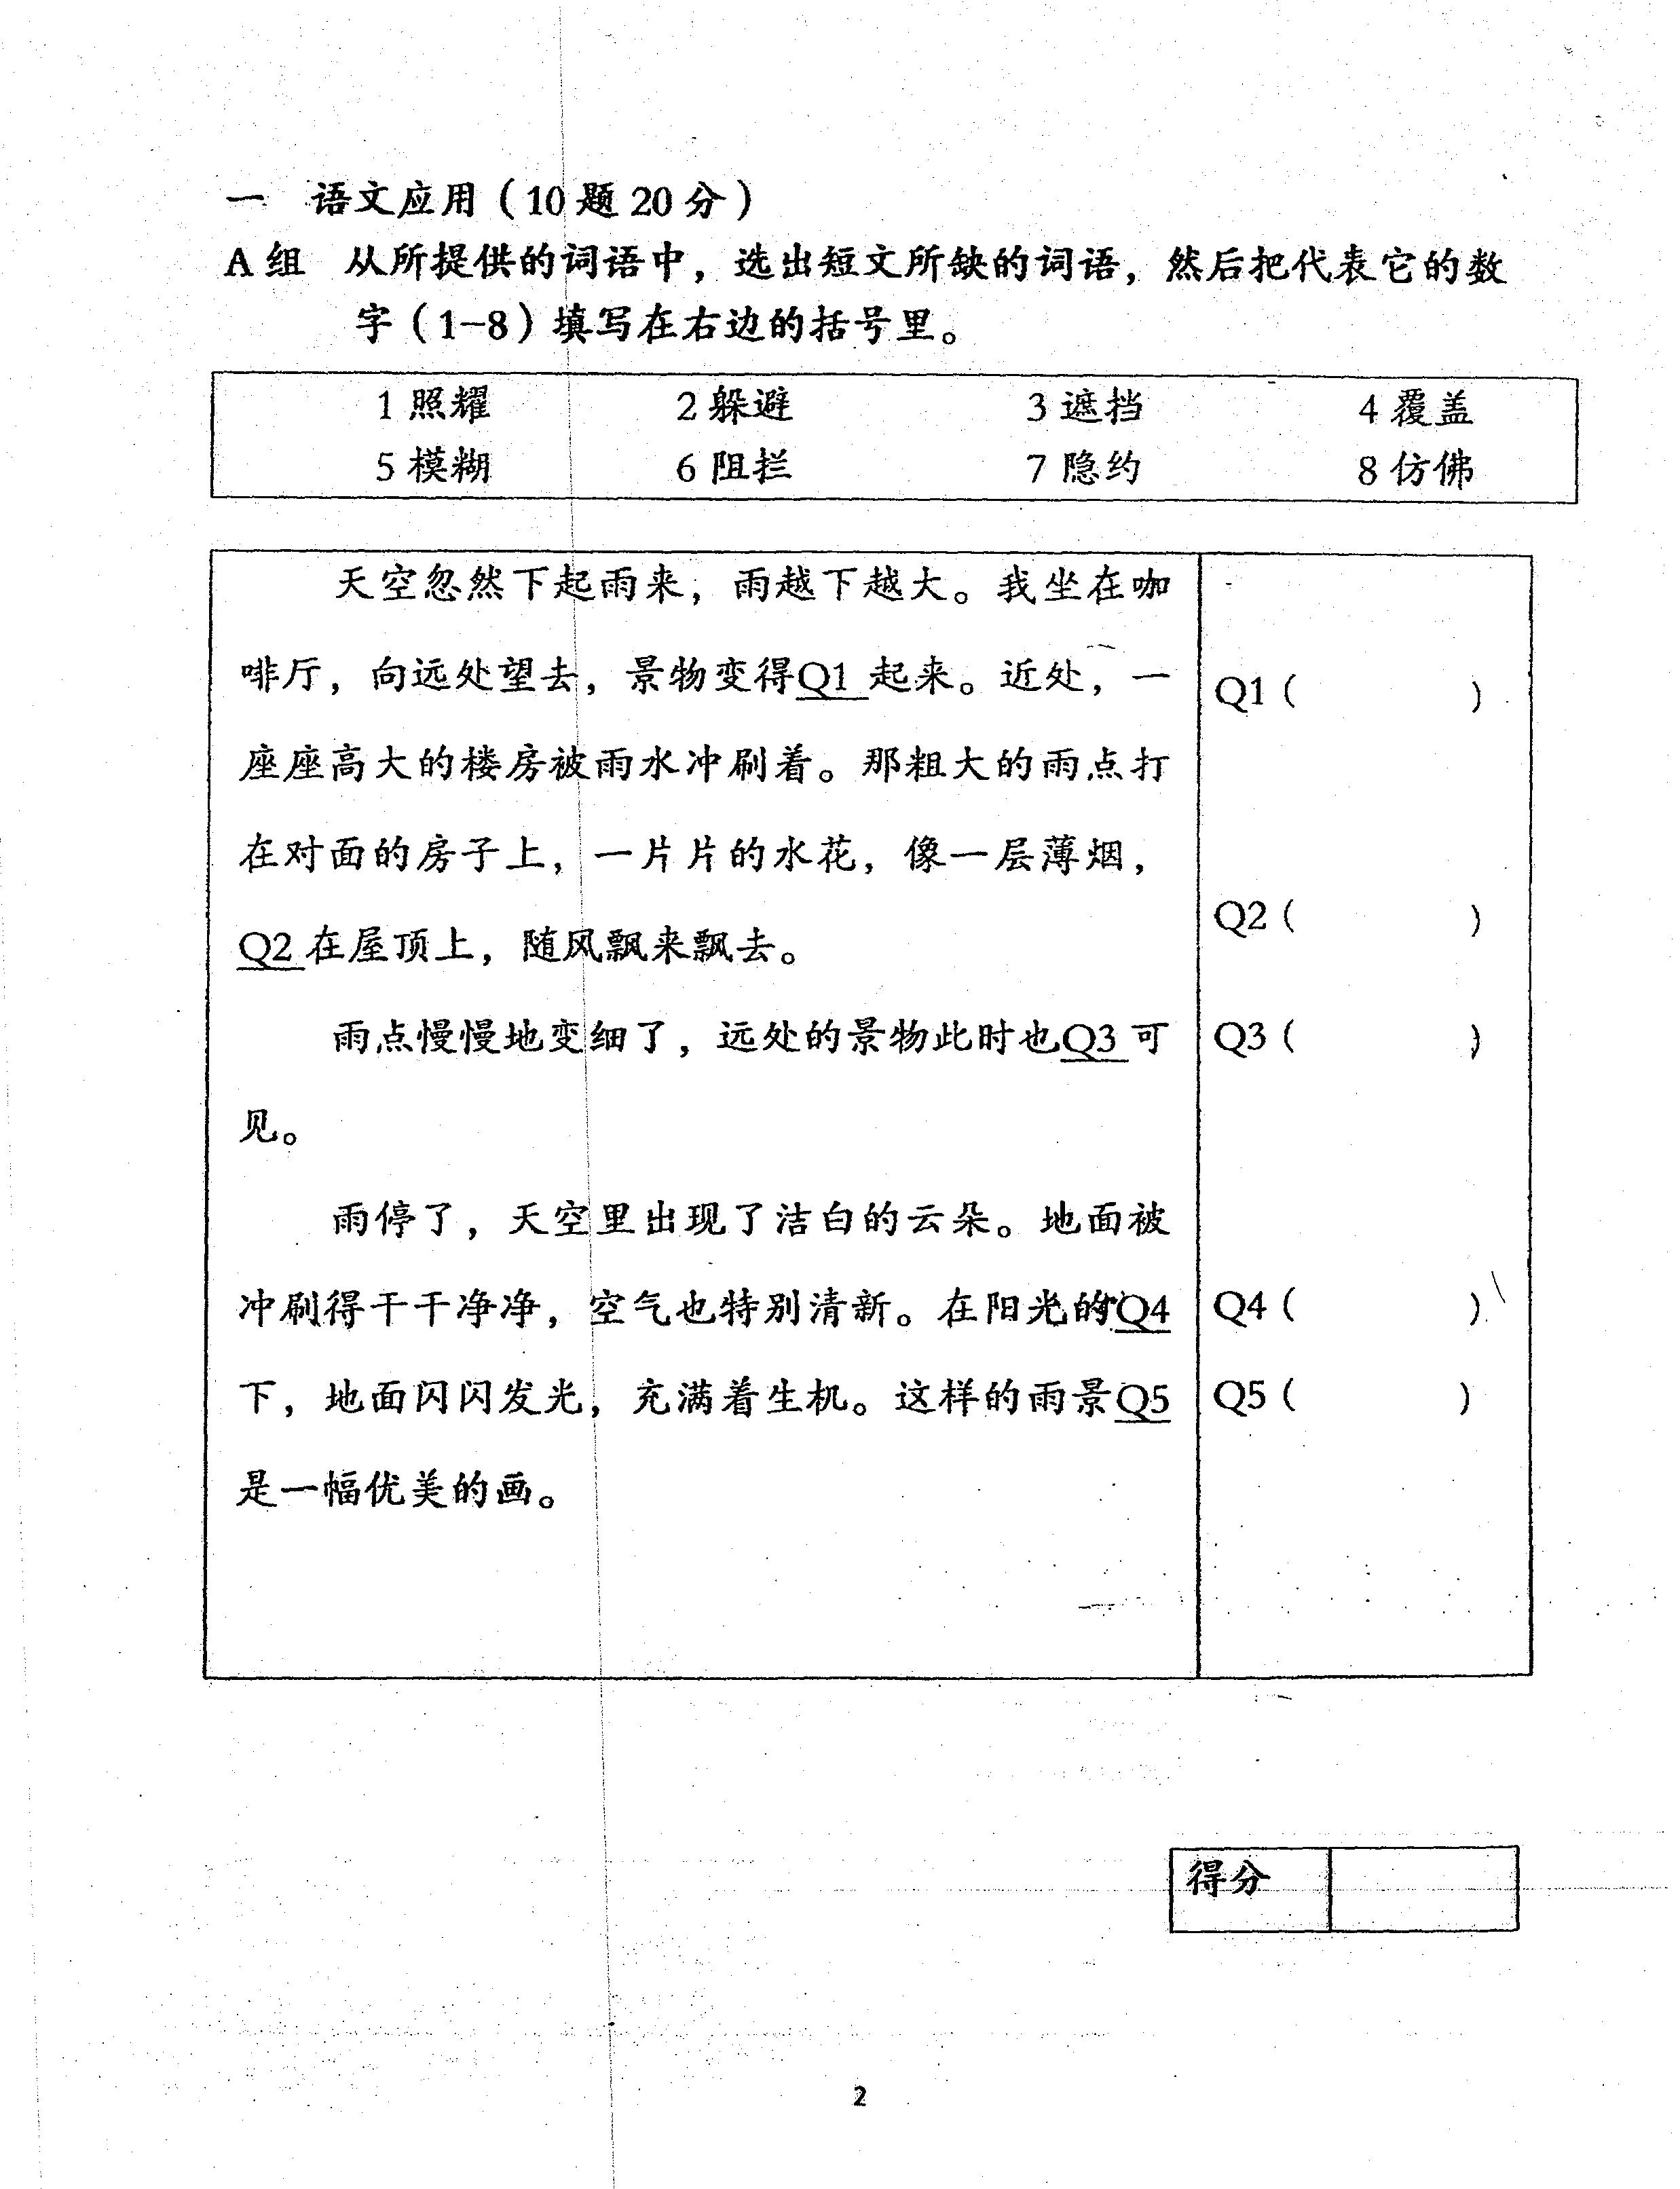 一 语文应用（10题20分）
A组 从所提供的词语中，选出短文所缺的词语，然后把代表它的数
字（1-8）填写在右边的括号里。
1 照耀 2 躲避 3 遮挡 4 覆盖
5 模糊 6 阻拦 7 隐约 8 仿佛
天空忽然下起雨来，雨越下越大。我坐在咖
啡厅，向远处望去，景物变得Q1 起来。近处，一
座座高大的楼房被雨水冲刷着。那粗大的雨点打
在对面的房子上，一片片的水花，像一层薄烟，
Q2 在屋顶上，随风飘来飘去。
雨点慢慢地变细了，远处的景物此时也Q3 可
见。
雨停了，天空里出现了洁白的云朵。地面被
冲刷得干干净净，空气也特别清新。在阳光的Q4
下，地面闪闪发光，充满着生机。这样的雨景Q5
是一幅优美的画。
Q1（ ）
Q2（ ）
Q3（ ）
Q4（ ）
Q5（ ）
得分
2